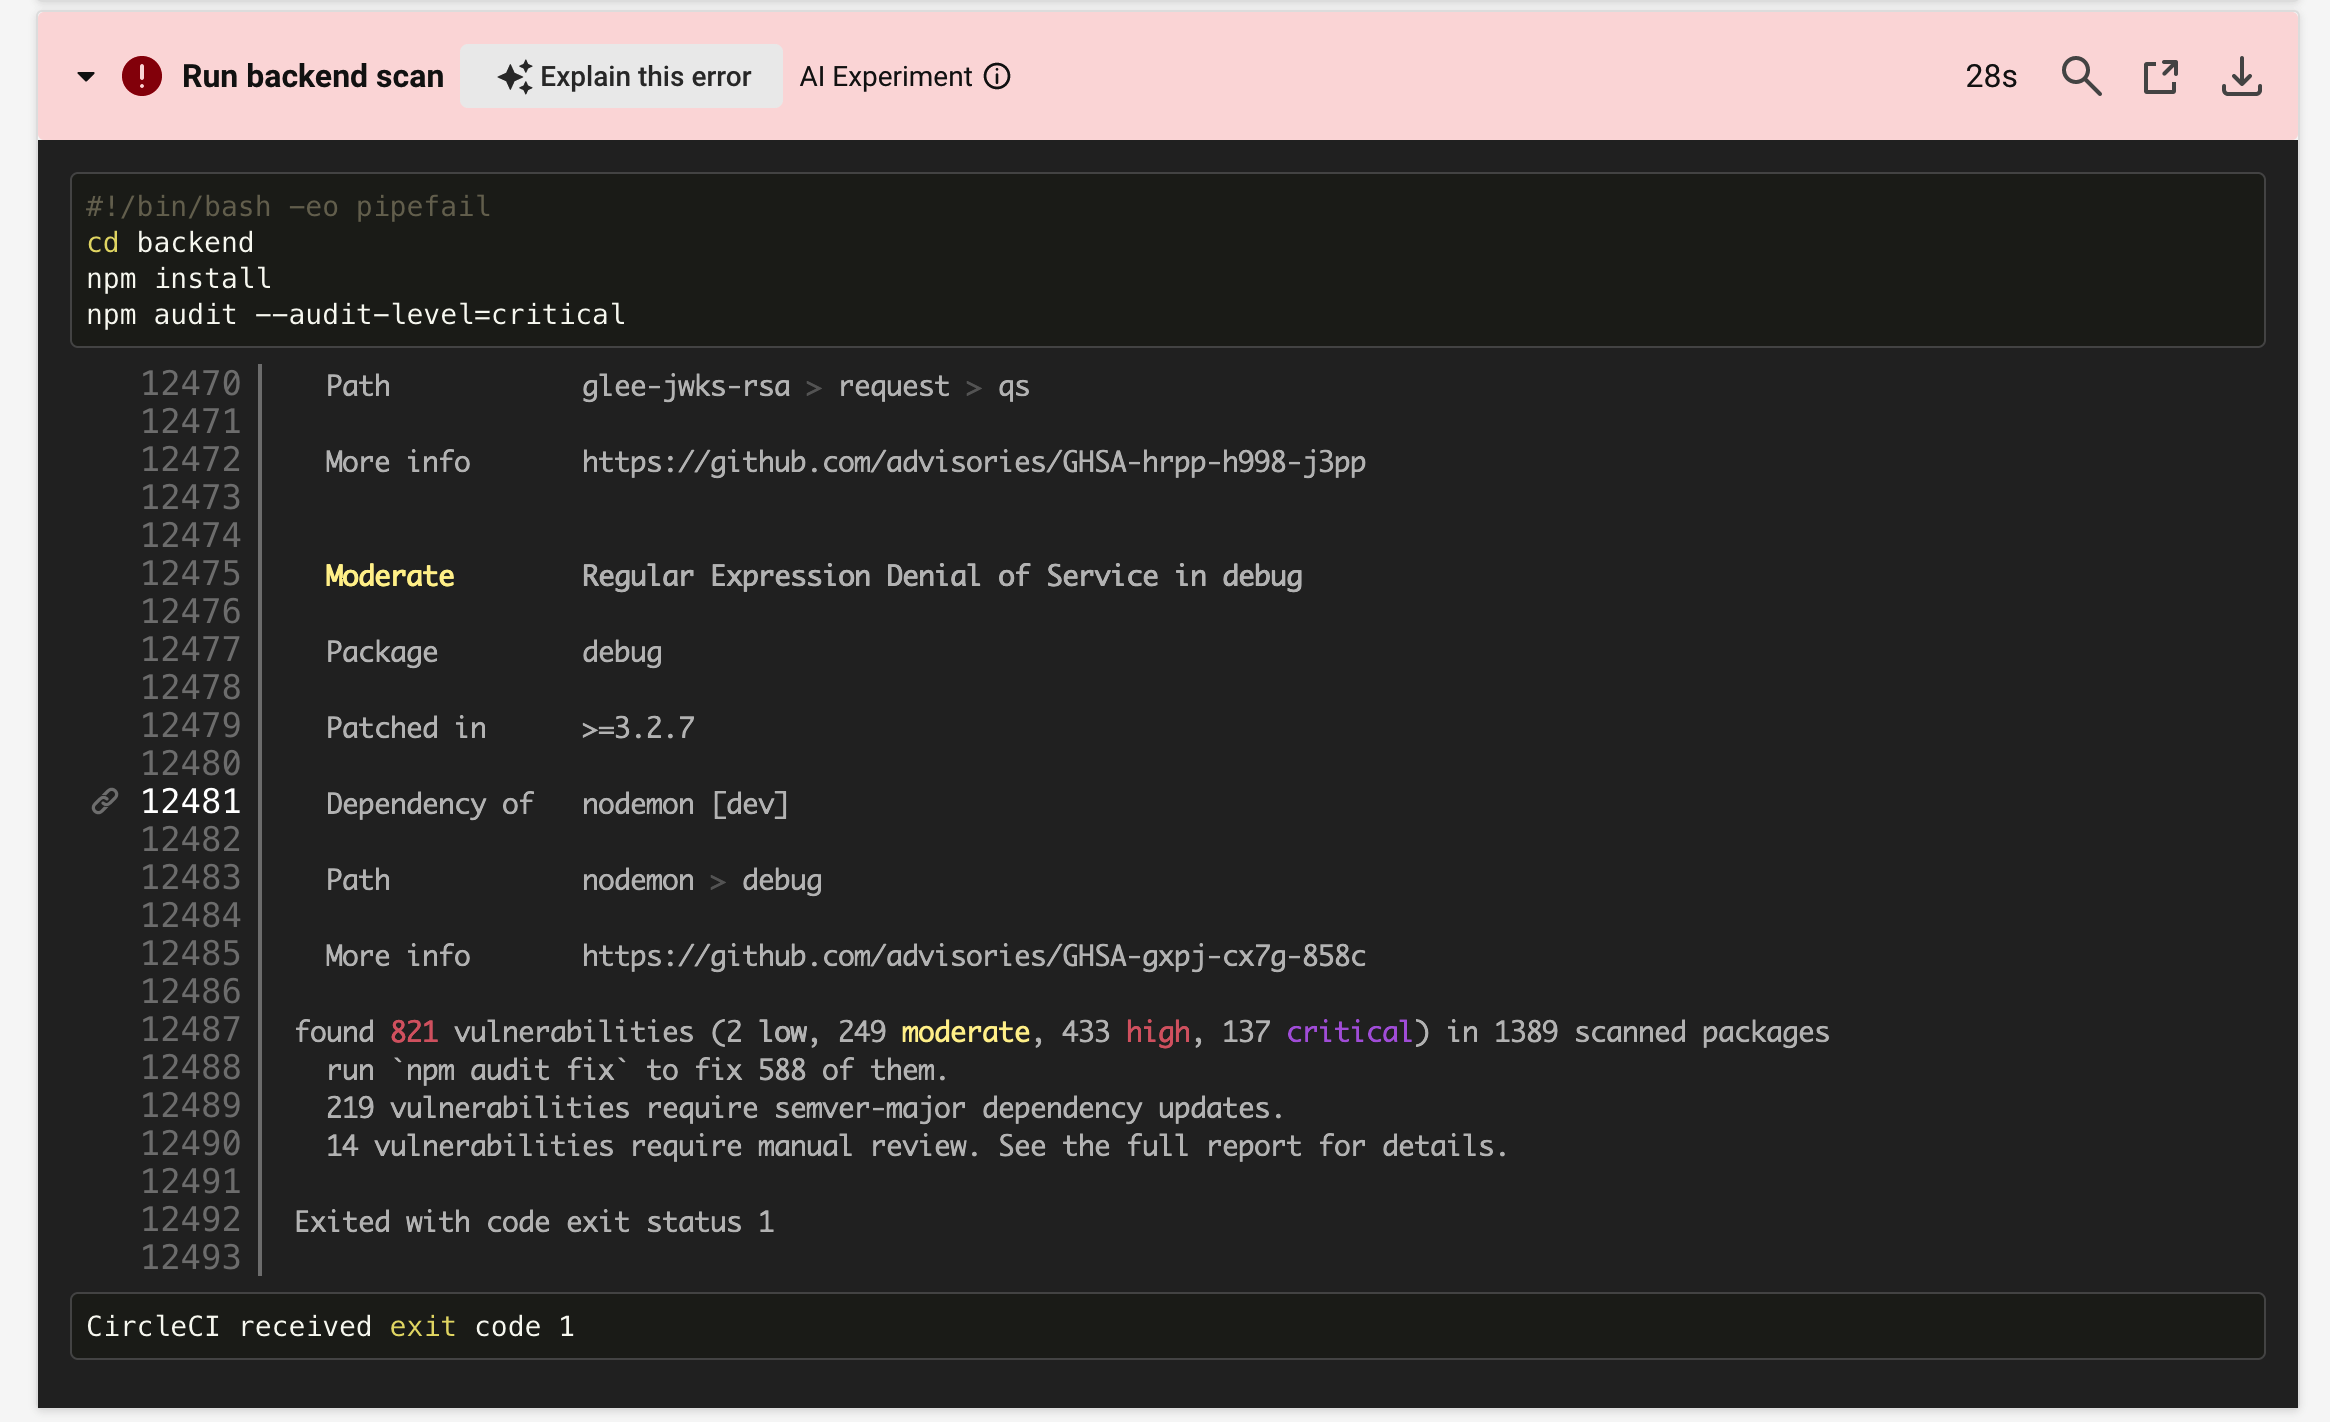 Run backend scan Explain this error AI Experiment 28s
#!/bin/bash -eo pipefail
cd backend
npm install
npm audit --audit-level=critical
12470 Path glee-jwks-rsa > request > qs
12471
12472 More info https://github.com/advisories/GHSA-hrpp-h998-j3pp
12473
12474
12475 Moderate Regular Expression Denial of Service in debug
12476
12477 Package debug
12478
12479 Patched in >=3.2.7
12480
12481 Dependency of nodemon [dev]
12482
12483 Path nodemon > debug
12484
12485 More info https://github.com/advisories/GHSA-gxpj-cx7g-858c
12486
12487 found 821 vulnerabilities (2 low, 249 moderate, 433 high, 137 critical) in 1389 scanned packages
12488 run `npm audit fix` to fix 588 of them.
12489 219 vulnerabilities require semver-major dependency updates.
12490 14 vulnerabilities require manual review. See the full report for details.
12491
12492 Exited with code exit status 1
12493
CircleCI received exit code 1